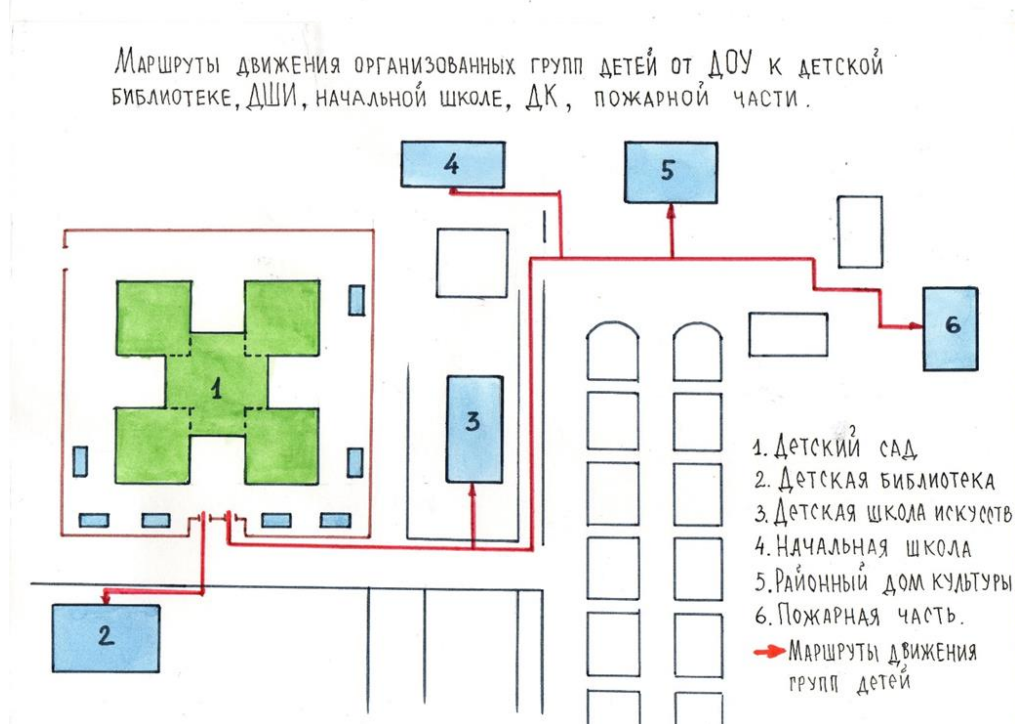 Маршруты движения организованных групп детей от ДОУ к детской
библиотеке, ДШИ, начальной школе, ДК, пожарной части.
4
5
6
1
3
2
1. Детский сад
2. Детская библиотека
3. Детская школа искусств
4. Начальная школа
5. Районный дом культуры
6. Пожарная часть.
Маршруты движения
групп детей